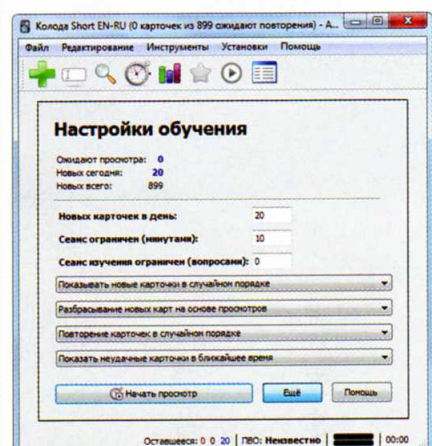 Колода Short EN-RU (0 карточек из 899 ожидают повторения) - A...
Файл Редактирование Инструменты Установки Помощь
Настройки обучения
Ожидают просмотра: 0
Новых сегодня: 20
Новых всего: 899
Новых карточек в день: 20
Сеанс ограничен (минутами): 10
Сеанс изучения ограничен (вопросами): 0
Показывать новые карточки в случайном порядке
Разбрасывание новых карт на основе просмотров
Повторение карточек в случайном порядке
Показать неудачные карточки в ближайшее время
Начать просмотр Ещё Помощь
Оставшееся: 0 0 20 ПВО: Неизвестно 00:00